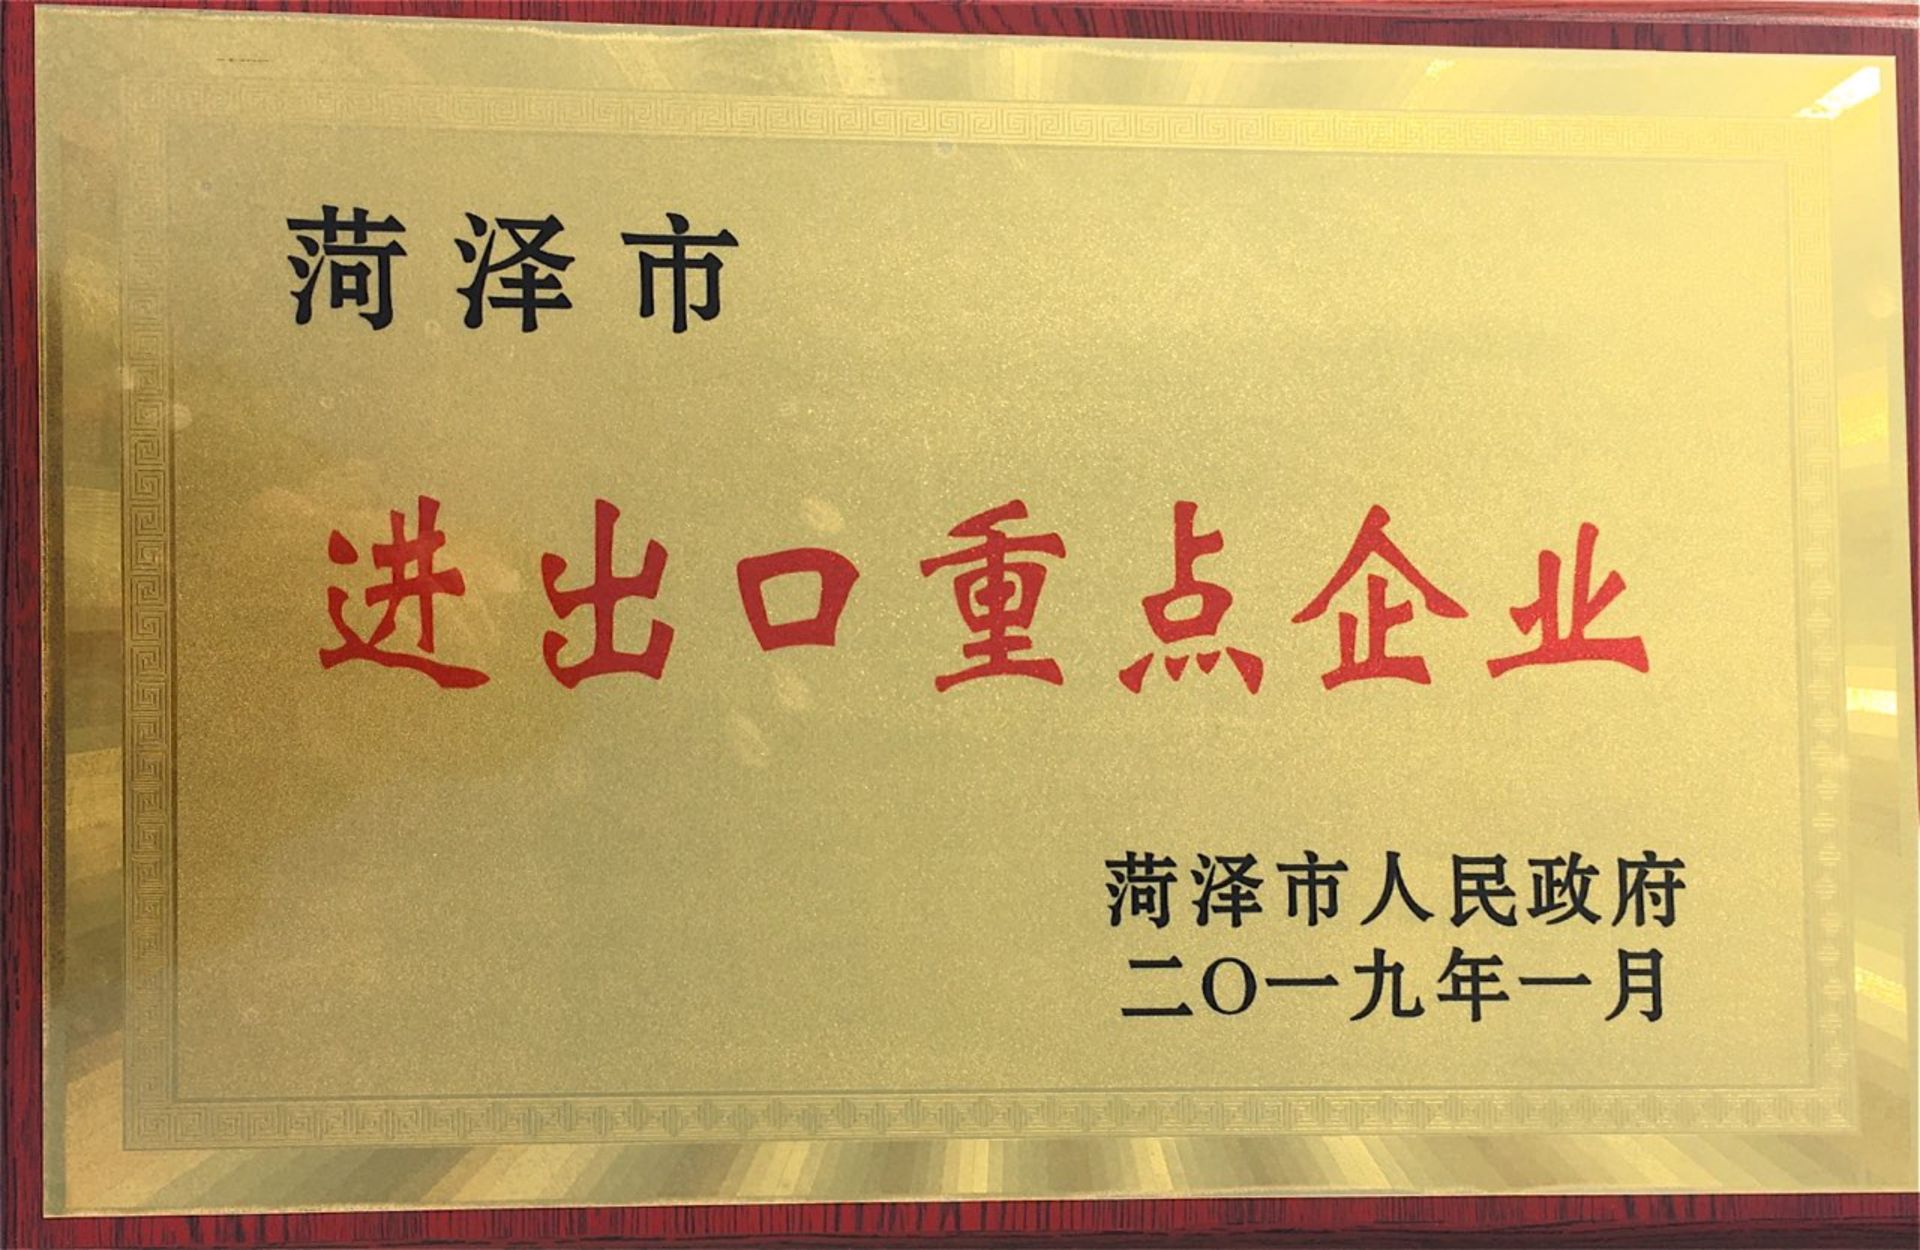 菏泽市
进出口重点企业
菏泽市人民政府
二〇一九年一月